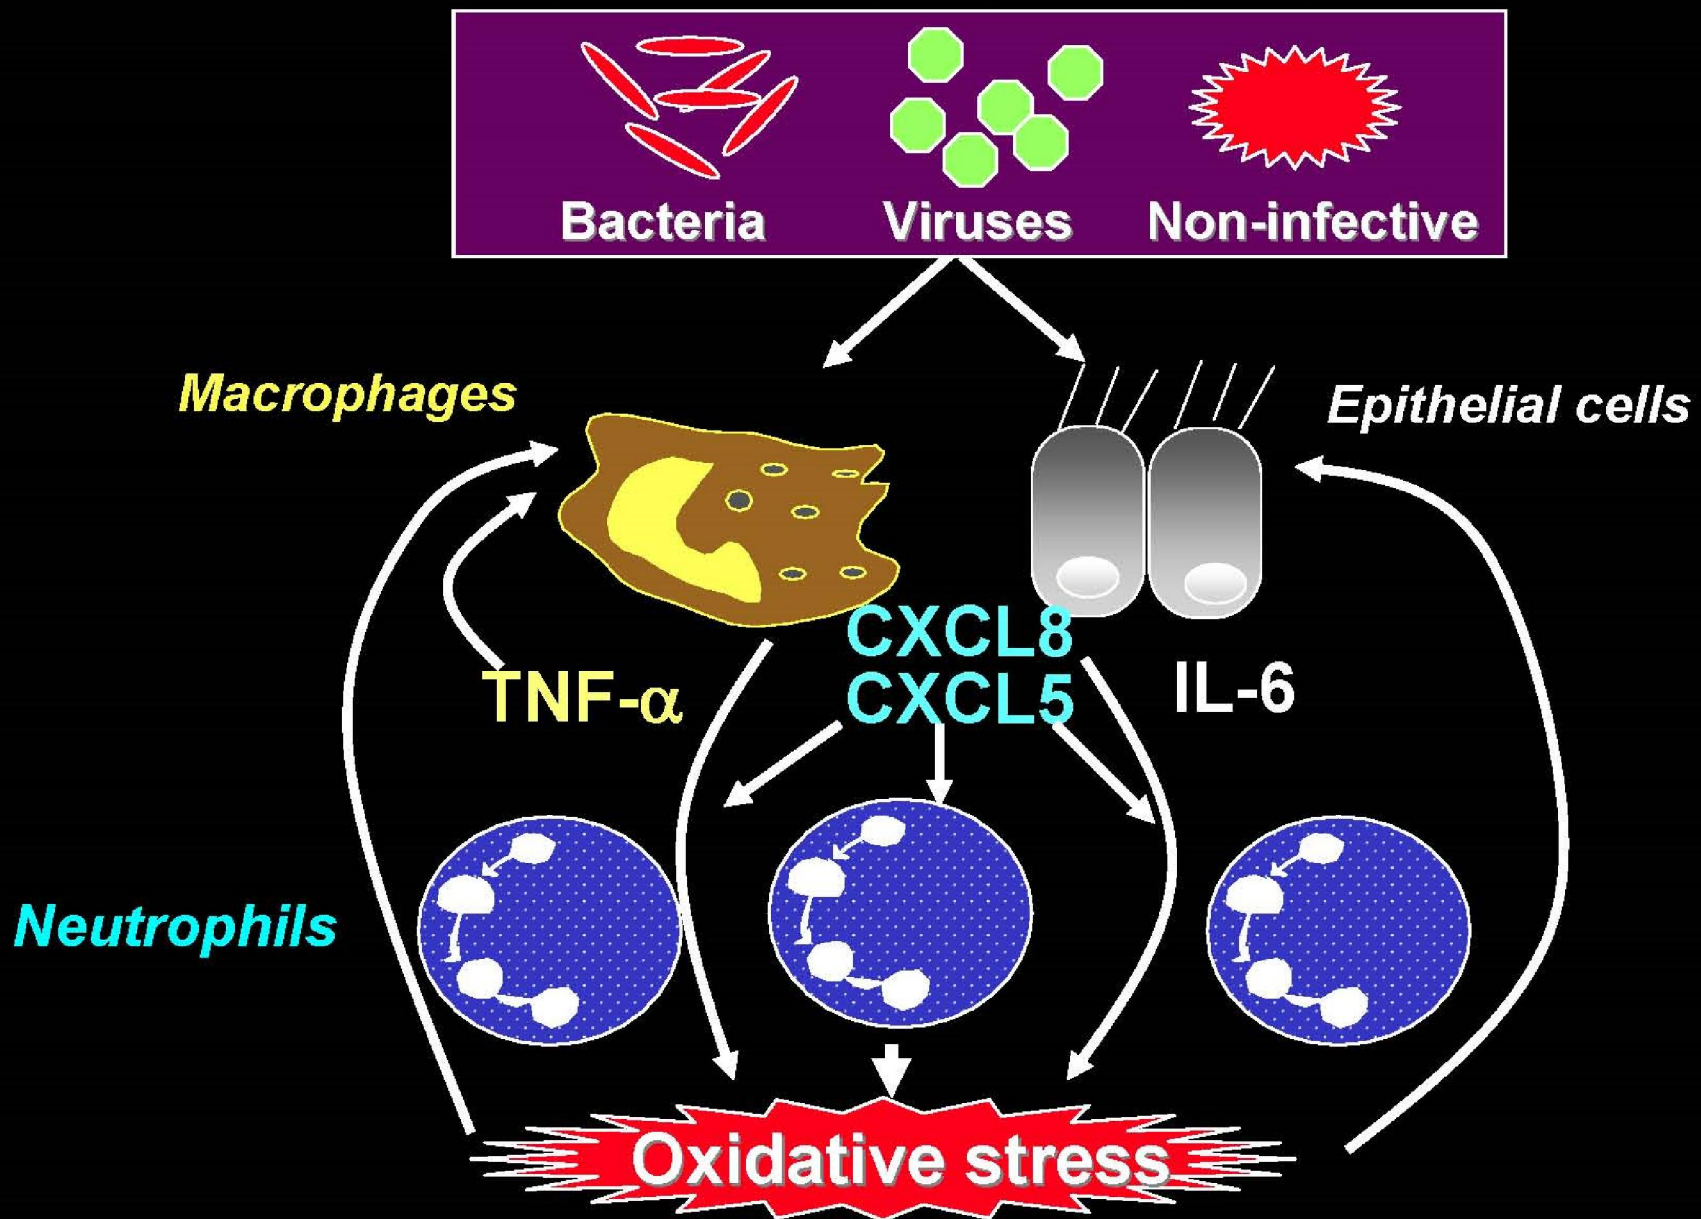 Bacteria
Viruses
Non-infective
Macrophages
Epithelial cells
CXCL8
TNF-α
CXCL5
IL-6
Neutrophils
Oxidative stress